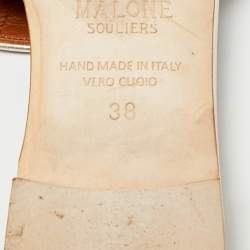 MALONE
SOULIERS
HAND MADE IN ITALY
VERO CUOIO
38